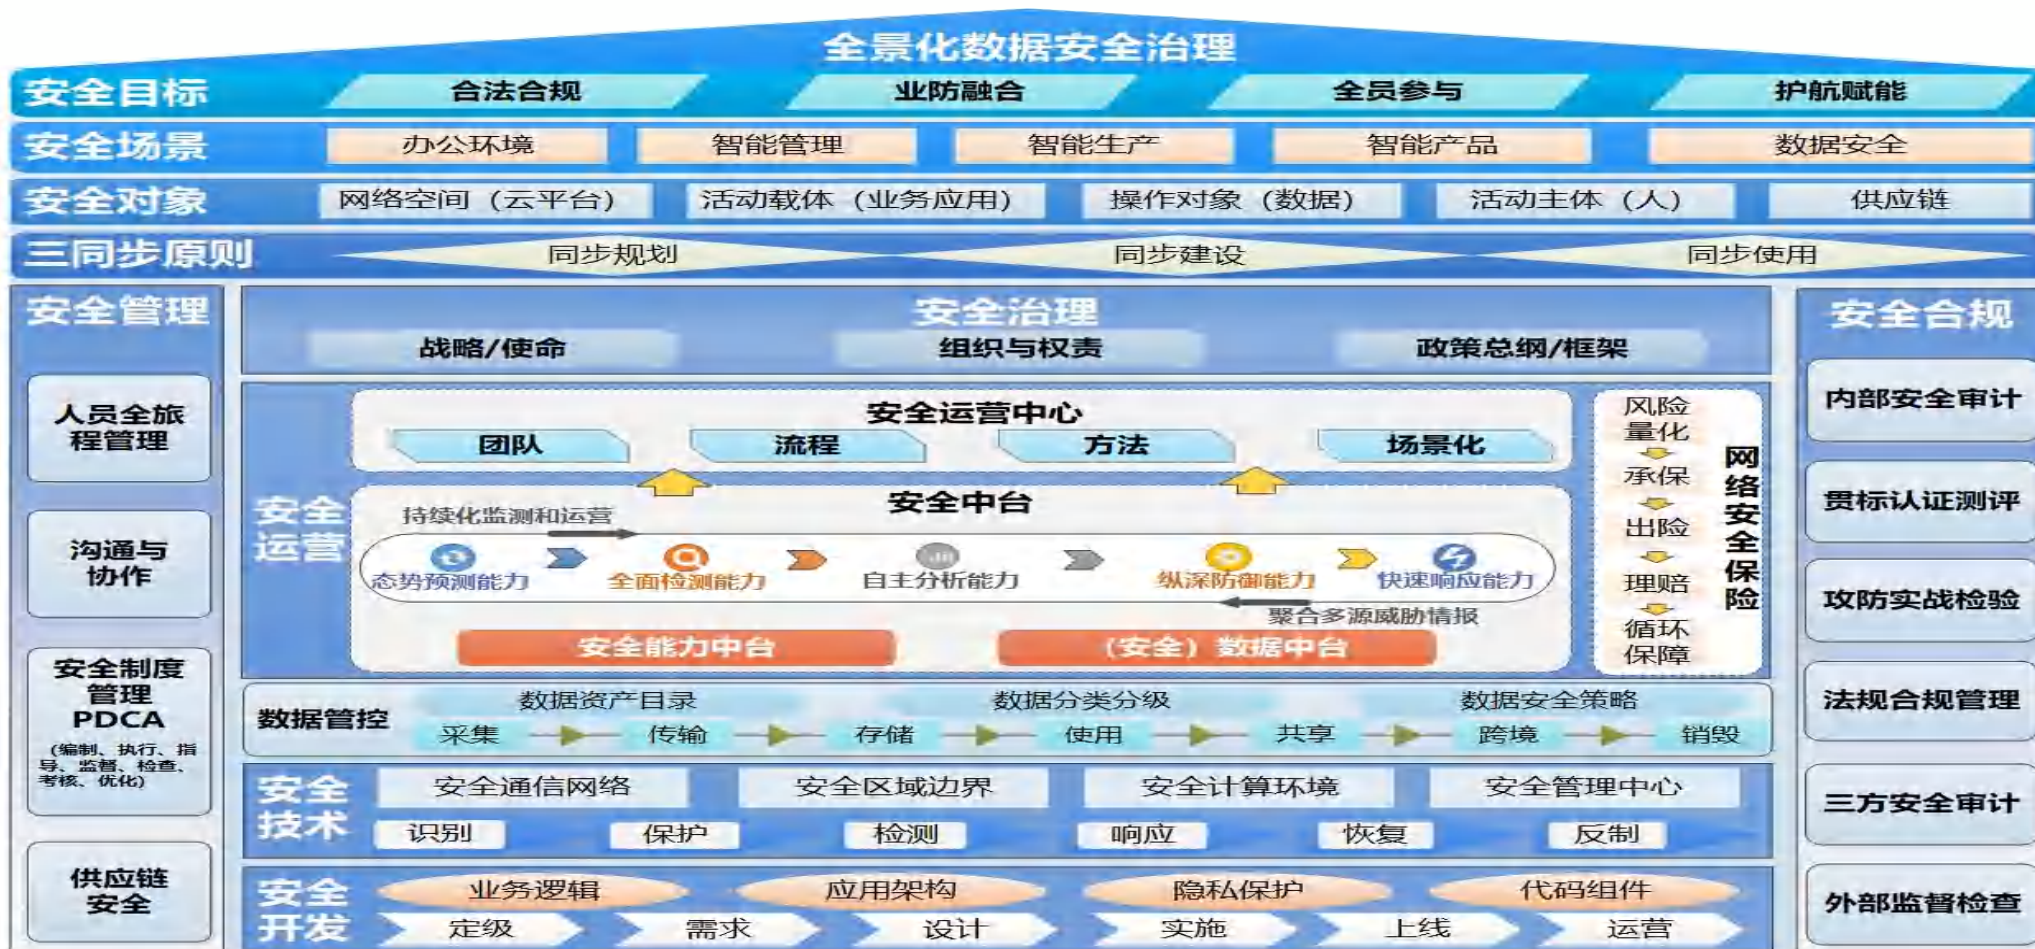 全景化数据安全治理
安全目标 合法合规 业防融合 全员参与 护航赋能
安全场景 办公环境 智能管理 智能生产 智能产品 数据安全
安全对象 网络空间（云平台） 活动载体（业务应用） 操作对象（数据） 活动主体（人） 供应链
三同步原则 同步规划 同步建设 同步使用
安全管理
人员全旅
程管理
沟通与
协作
安全制度
管理
PDCA
(编制、执行、指
导、监督、检查、
考核、优化)
供应链
安全
安全治理
战略/使命 组织与权责 政策总纲/框架
安全
运营
安全运营中心
团队 流程 方法 场景化
安全中台
持续化监测和运营
态势预测能力 全面检测能力 自主分析能力 纵深防御能力 快速响应能力
聚合多源威胁情报
安全能力中台 （安全）数据中台
风险
量化
承保
出险
理赔
循环
保障
网络安全保险
数据管控
数据资产目录 数据分类分级 数据安全策略
采集 传输 存储 使用 共享 跨境 销毁
安全
技术
安全通信网络 安全区域边界 安全计算环境 安全管理中心
识别 保护 检测 响应 恢复 反制
安全
开发
业务逻辑 应用架构 隐私保护 代码组件
定级 需求 设计 实施 上线 运营
安全合规
内部安全审计
贯标认证测评
攻防实战检验
法规合规管理
三方安全审计
外部监督检查